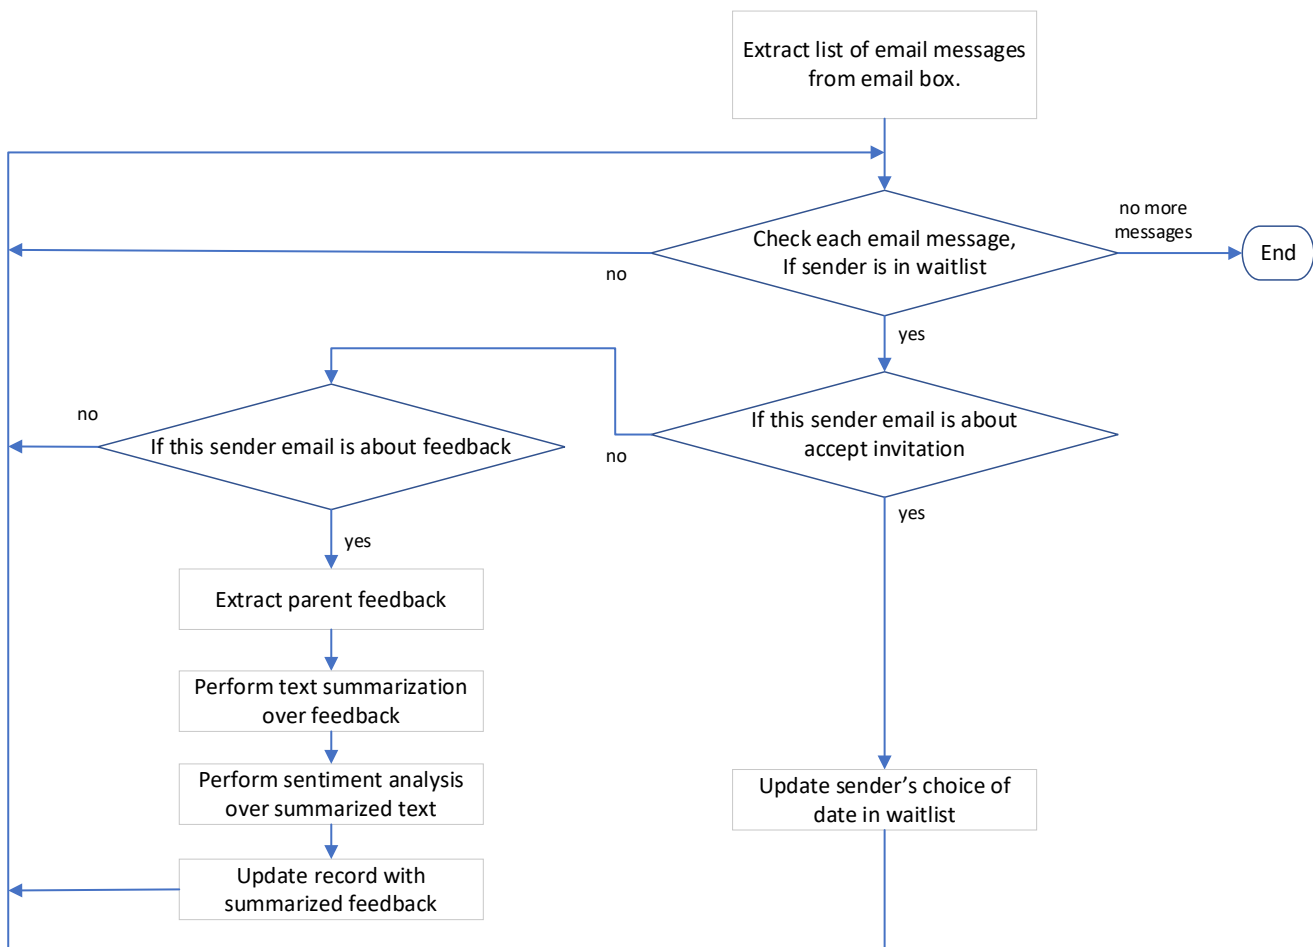 Extract list of email messages
from email box.
no more
messages
Check each email message,
If sender is in waitlist
End
no
yes
no
If this sender email is about
accept invitation
If this sender email is about feedback
no
yes
yes
Extract parent feedback
Perform text summarization
over feedback
Perform sentiment analysis
over summarized text
Update sender’s choice of
date in waitlist
Update record with
summarized feedback